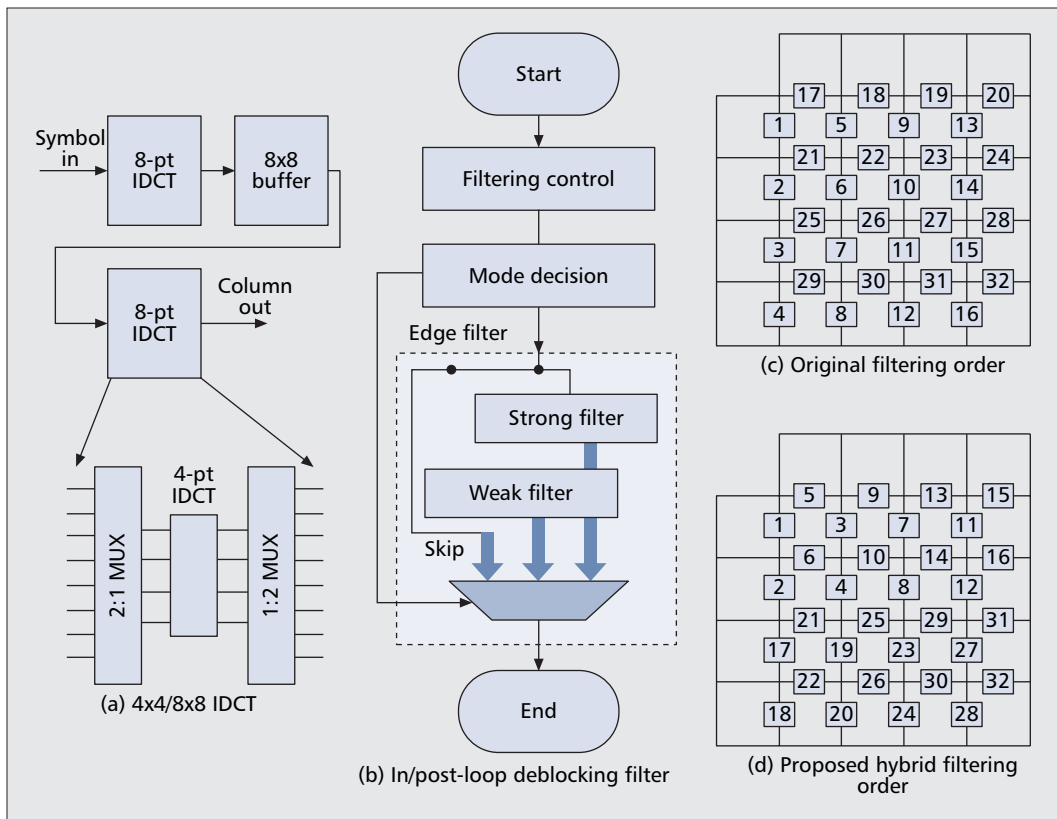 Symbol
in
8-pt
IDCT
8x8
buffer
8-pt
IDCT
Column
out
2:1 MUX
4-pt
IDCT
1:2 MUX
(a) 4x4/8x8 IDCT
Start
Filtering control
Mode decision
Edge filter
Strong filter
Weak filter
Skip
End
(b) In/post-loop deblocking filter
17 18 19 20
1 5 9 13
21 22 23 24
2 6 10 14
25 26 27 28
3 7 11 15
29 30 31 32
4 8 12 16
(c) Original filtering order
5 9 13 15
1 3 7 11
6 10 14 16
2 4 8 12
21 25 29 31
17 19 23 27
22 26 30 32
18 20 24 28
(d) Proposed hybrid filtering
order